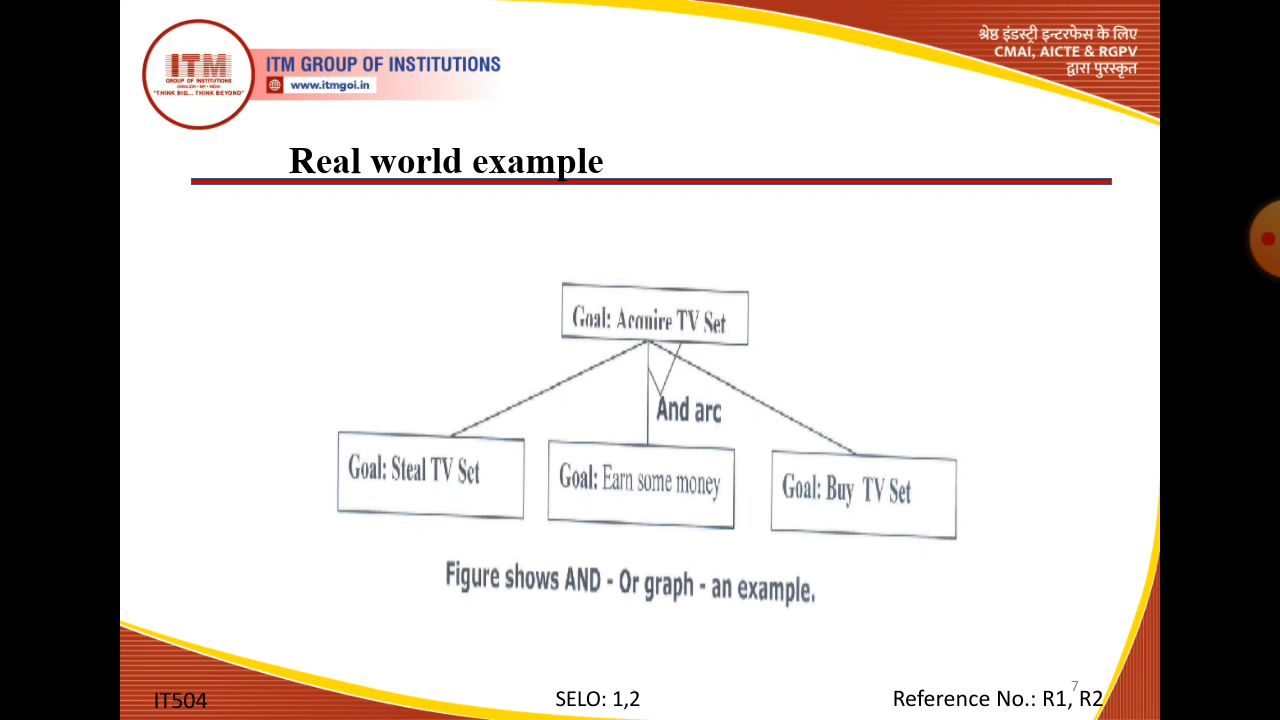 ITM
GROUP OF INSTITUTIONS
GWALIOR • MP • INDIA
"THINK BIG... THINK BEYOND"
ITM GROUP OF INSTITUTIONS
www.itmgoi.in
श्रेष्ठ इंडस्ट्री इन्टरफेस के लिए
CMAI, AICTE & RGPV
द्वारा पुरस्कृत
Real world example
Goal: Acquire TV Set
And arc
Goal: Steal TV Set
Goal: Earn some money
Goal: Buy TV Set
Figure shows AND - Or graph - an example.
IT504
SELO: 1,2
Reference No.: R1, R2
7